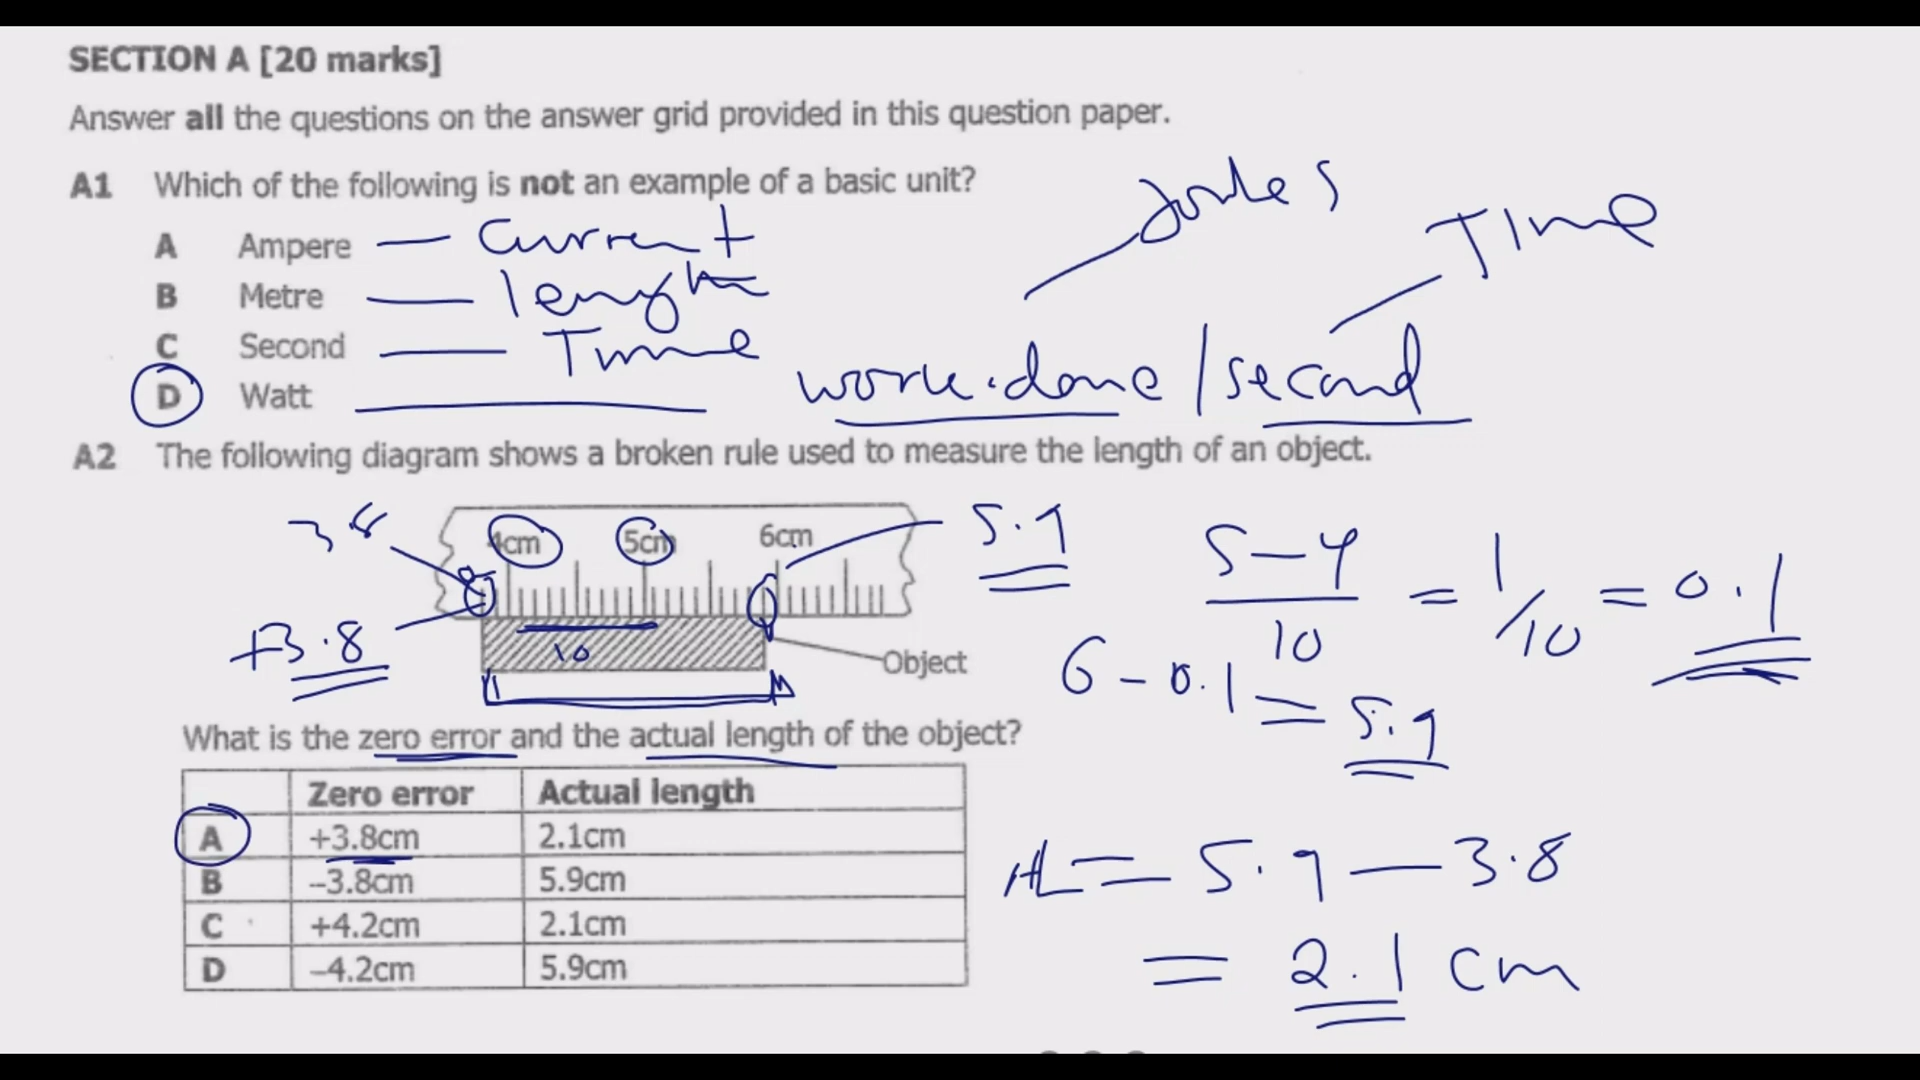 SECTION A [20 marks]
Answer all the questions on the answer grid provided in this question paper.
A1 Which of the following is not an example of a basic unit?
Joules
Time
A Ampere — Current
B Metre — length
C Second — Time
D Watt — work.done / second
A2 The following diagram shows a broken rule used to measure the length of an object.
3.8
4cm 5cm 6cm
5.9
5 - 4
10
= 1/10 = 0.1
+3.8
10
Object
6 - 0.1 = 5.9
What is the zero error and the actual length of the object?
Zero error Actual length
A +3.8cm 2.1cm
B –3.8cm 5.9cm
C +4.2cm 2.1cm
D –4.2cm 5.9cm
AL = 5.9 — 3.8
= 2.1 cm